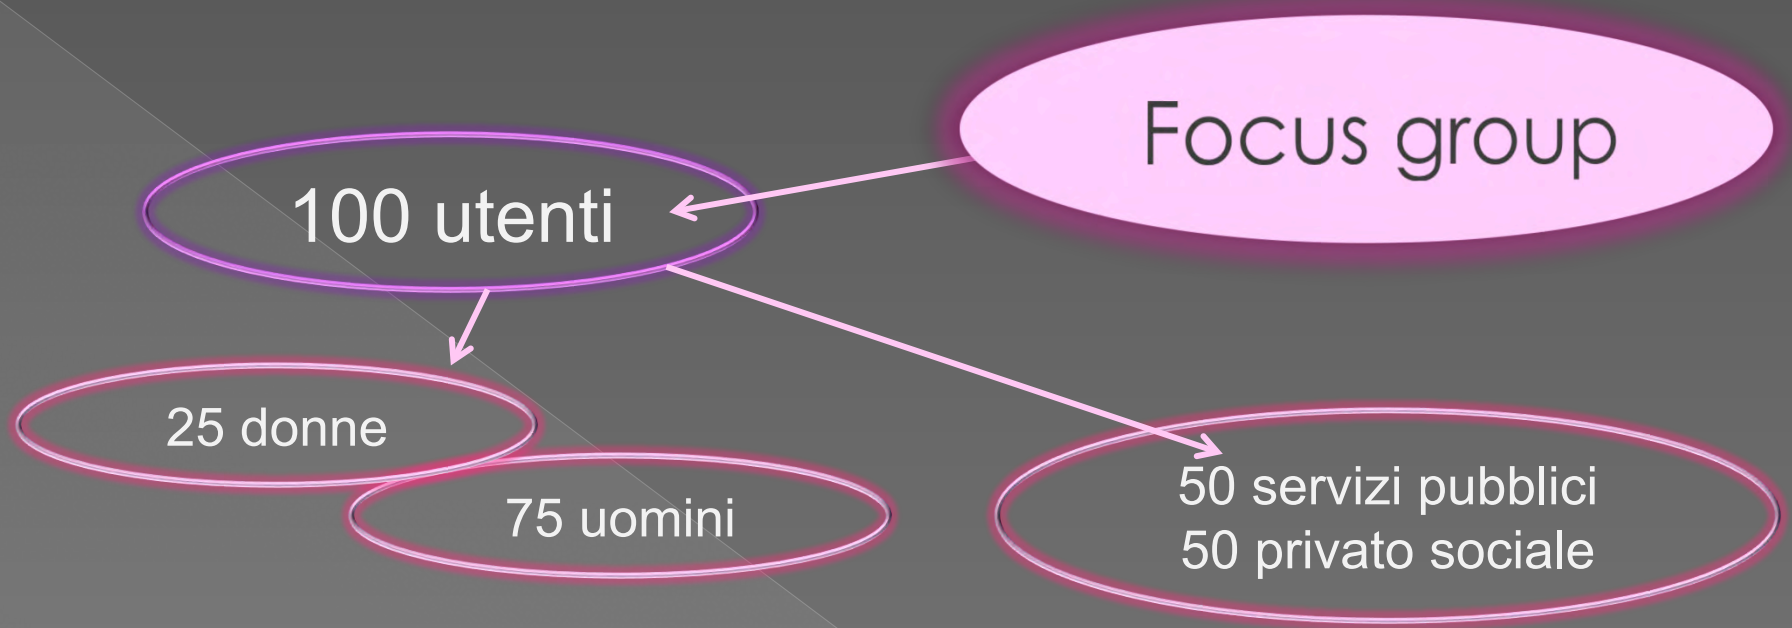 Focus group
100 utenti
25 donne
75 uomini
50 servizi pubblici
50 privato sociale